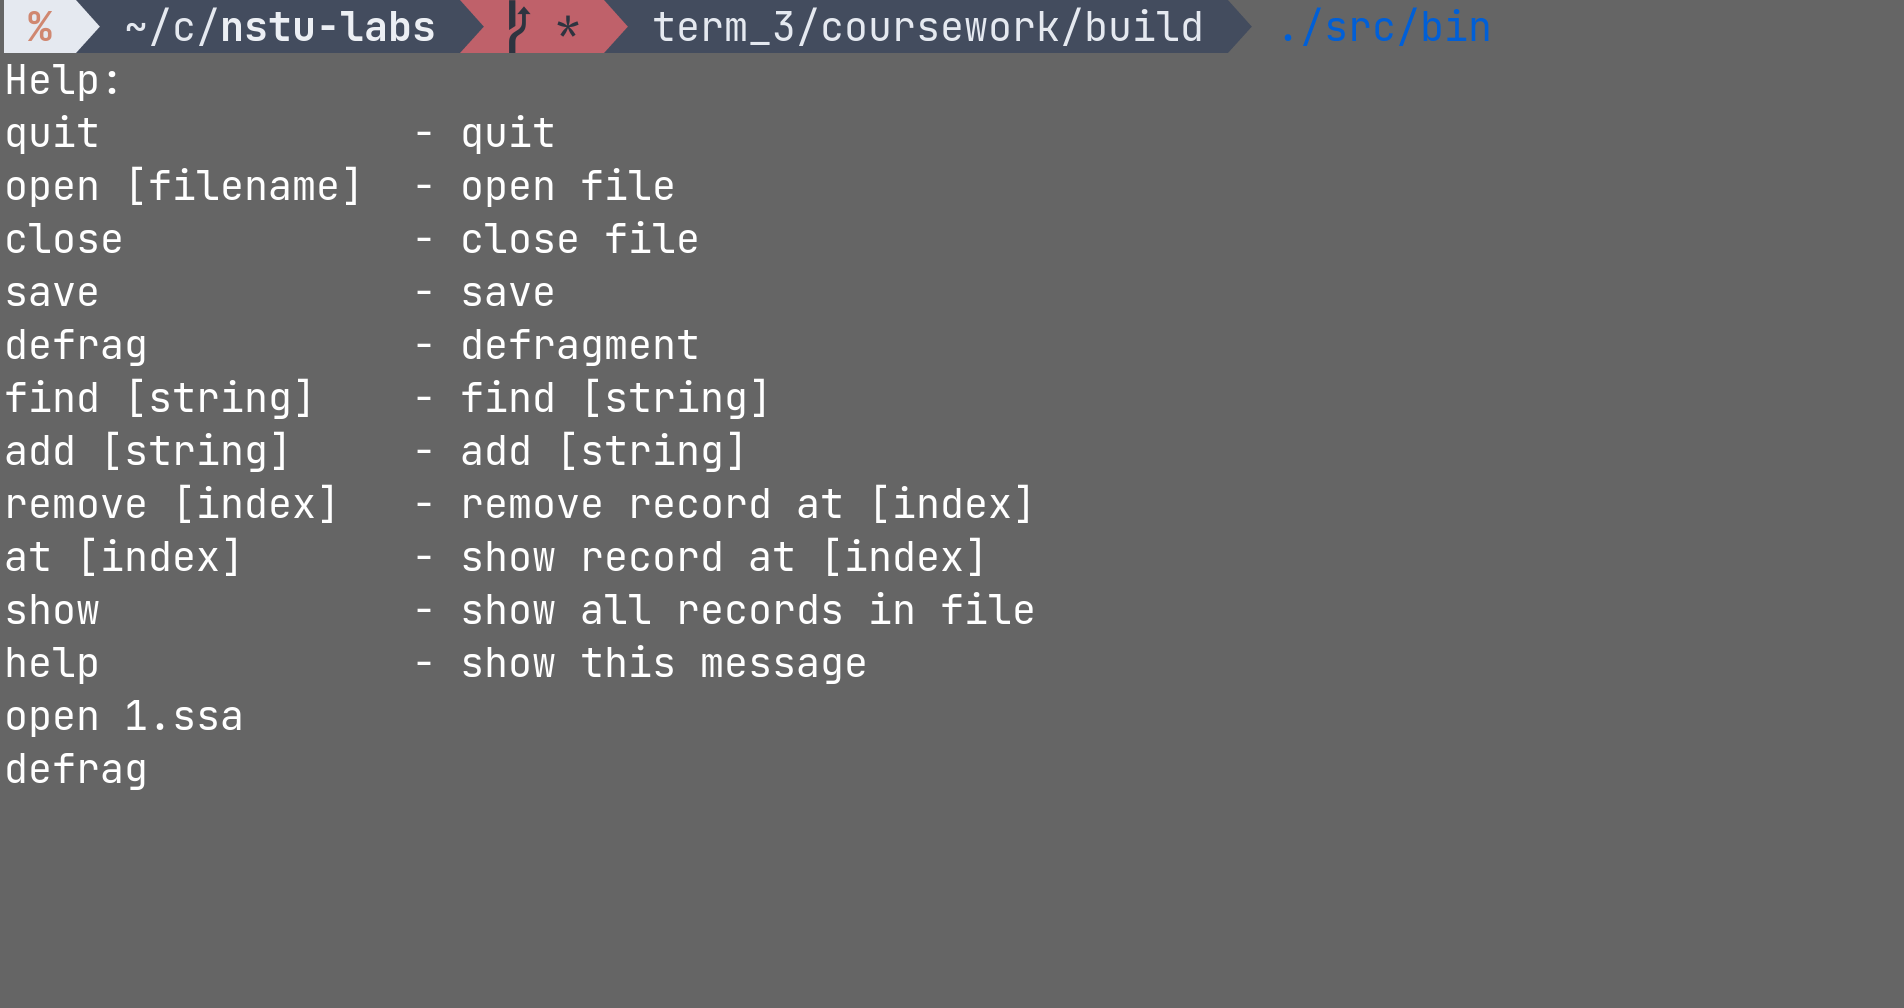 % ~/c/nstu-labs * term_3/coursework/build ./src/bin
Help:
quit             - quit
open [filename]  - open file
close            - close file
save             - save
defrag           - defragment
find [string]    - find [string]
add [string]     - add [string]
remove [index]   - remove record at [index]
at [index]       - show record at [index]
show             - show all records in file
help             - show this message
open 1.ssa
defrag